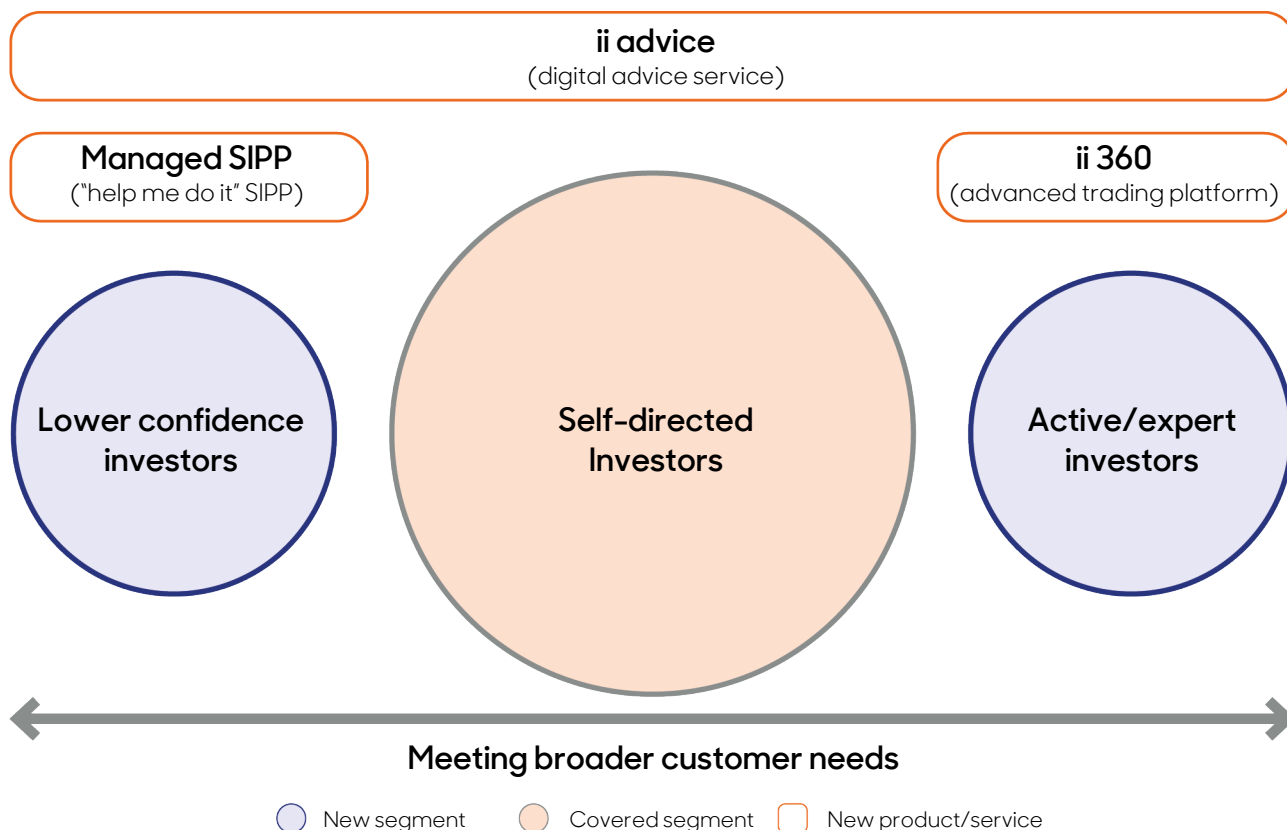 ii advice
(digital advice service)
Managed SIPP
("help me do it" SIPP)
ii 360
(advanced trading platform)
Lower confidence
investors
Self-directed
Investors
Active/expert
investors
Meeting broader customer needs
New segment
Covered segment
New product/service